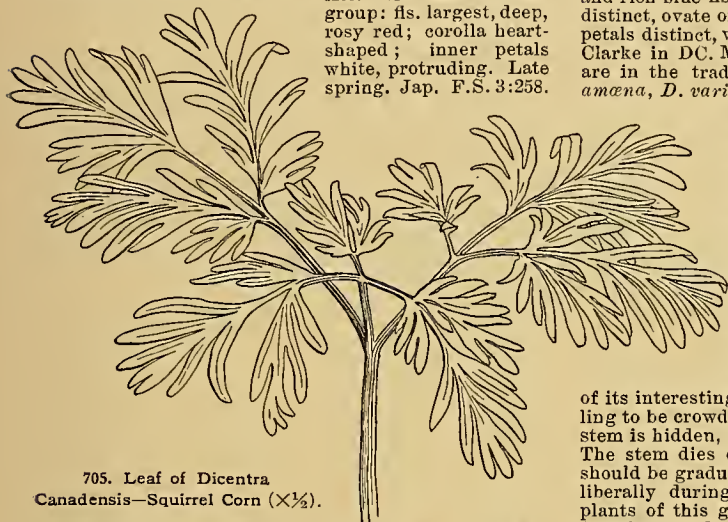 group: fls. largest, deep,
rosy red; corolla heart-
shaped; inner petals
white, protruding. Late
spring. Jap. F.S. 3:258.
distinct, ovate o
petals distinct,
Clarke in DC. M
are in the trad
amœna, D. vari
of its interesting
ling to be crowd
stem is hidden,
The stem dies
should be gradu
liberally during
plants of this g
705. Leaf of Dicentra
Canadensis—Squirrel Corn (×½).